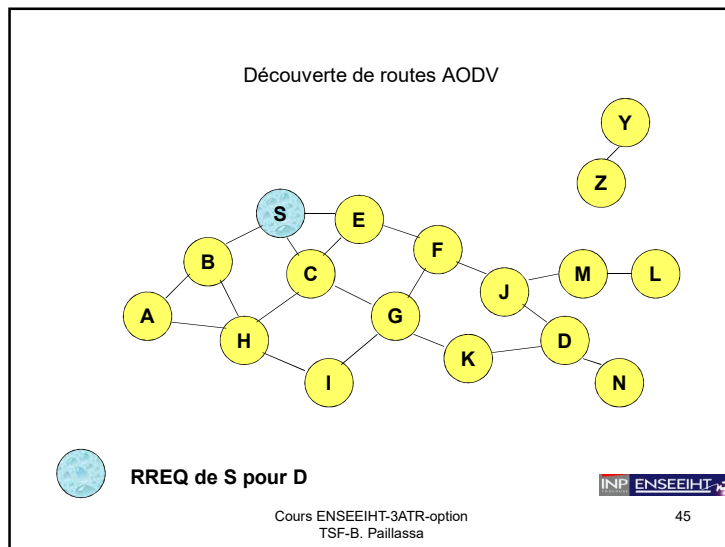 Découverte de routes AODV
Y
Z
S
E
B
F
C
M
L
J
A
G
H
D
K
I
N
RREQ de S pour D
INP ENSEEIHT
Cours ENSEEIHT-3ATR-option
TSF-B. Paillassa
45